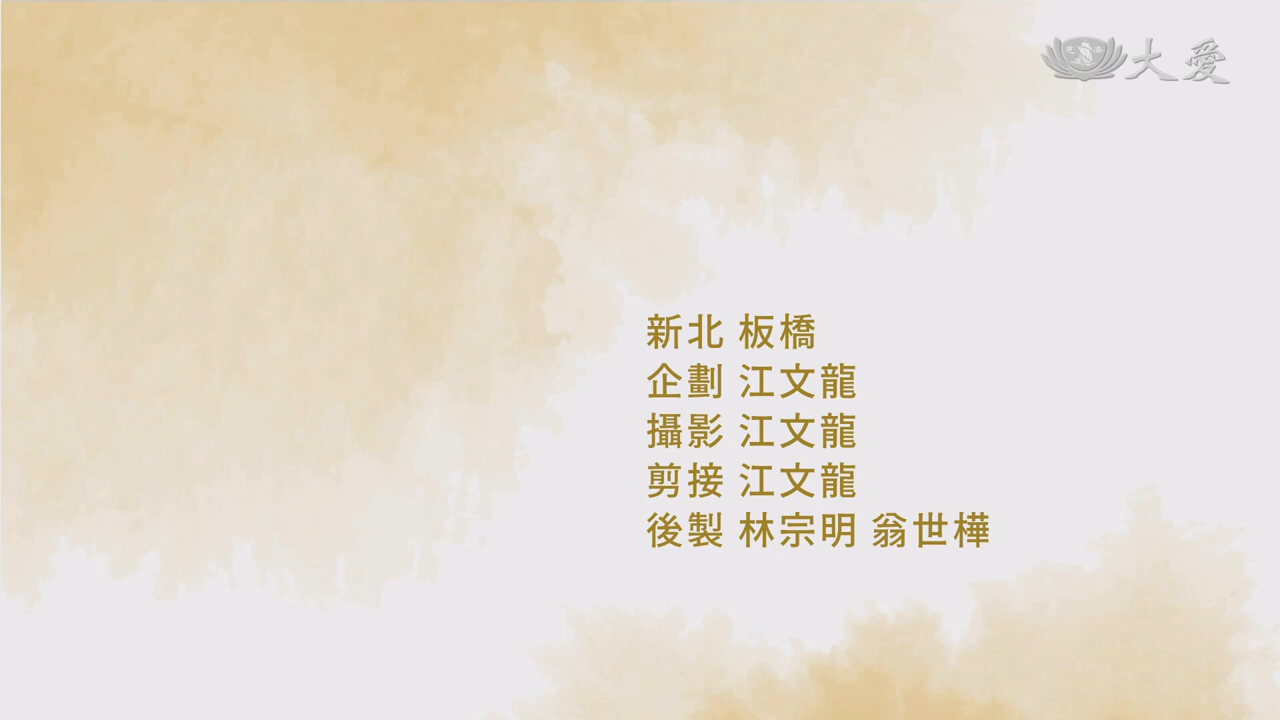 大愛
新北 板橋
企劃 江文龍
攝影 江文龍
剪接 江文龍
後製 林宗明 翁世樺